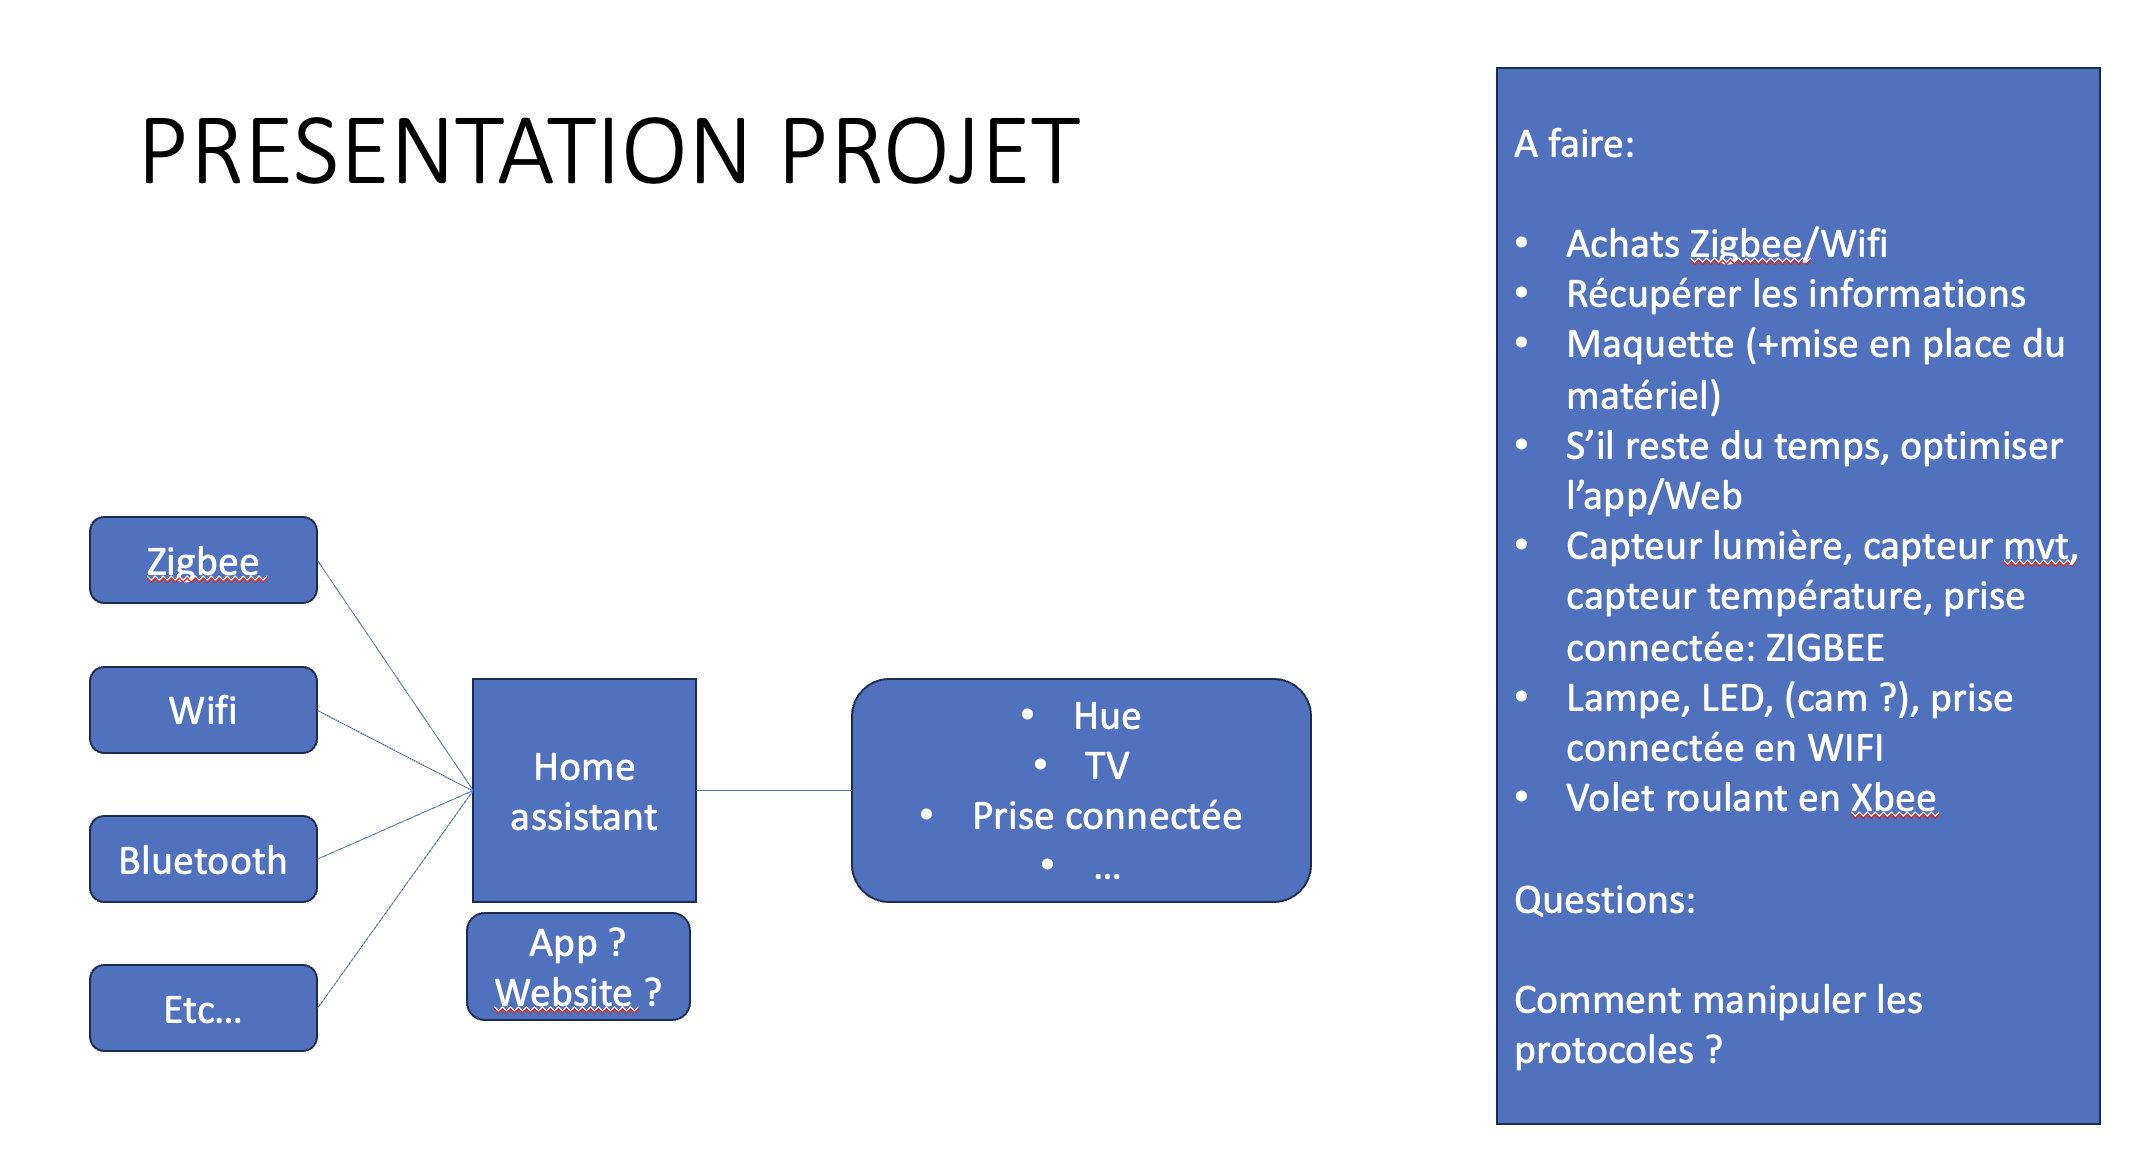 PRESENTATION PROJET
Zigbee
Wifi
Bluetooth
Etc...
Home
assistant
App ?
Website ?
• Hue
• TV
• Prise connectée
• ...
A faire:
• Achats Zigbee/Wifi
• Récupérer les informations
• Maquette (+mise en place du
matériel)
• S’il reste du temps, optimiser
l’app/Web
• Capteur lumière, capteur mvt,
capteur température, prise
connectée: ZIGBEE
• Lampe, LED, (cam ?), prise
connectée en WIFI
• Volet roulant en Xbee
Questions:
Comment manipuler les
protocoles ?